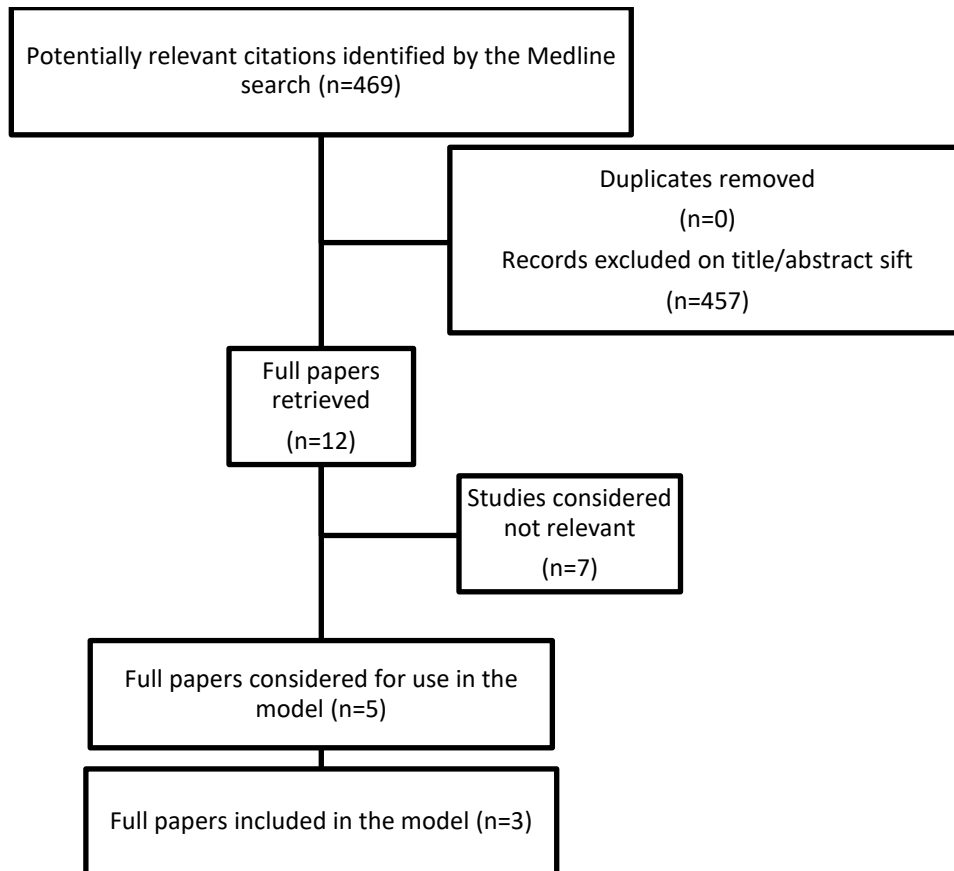 Potentially relevant citations identified by the Medline
search (n=469)
Duplicates removed
(n=0)
Records excluded on title/abstract sift
(n=457)
Full papers
retrieved
(n=12)
Studies considered
not relevant
(n=7)
Full papers considered for use in the
model (n=5)
Full papers included in the model (n=3)